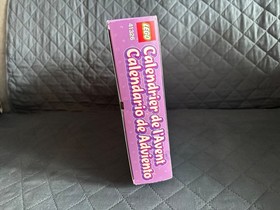 LEGO
41326
Calendrier de l'Avent
Calendario de Adviento